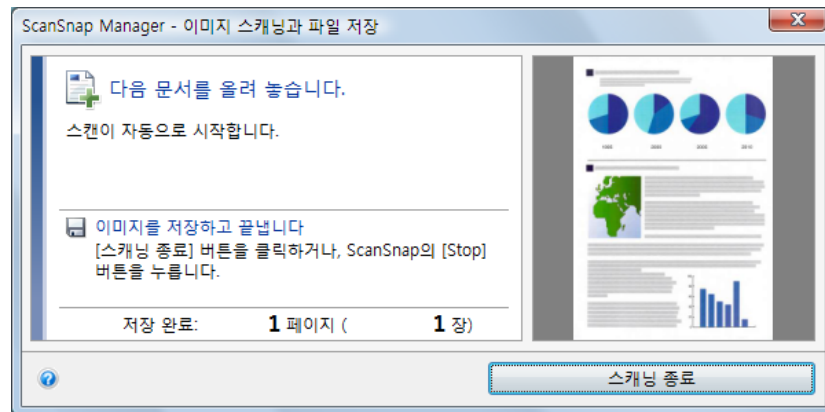 ScanSnap Manager - 이미지 스캐닝과 파일 저장
다음 문서를 올려 놓습니다.
스캔이 자동으로 시작합니다.
이미지를 저장하고 끝냅니다
[스캐닝 종료] 버튼을 클릭하거나, ScanSnap의 [Stop]
버튼을 누릅니다.
저장 완료: 1 페이지 ( 1 장)
1995 2000 2005 2010
스캐닝 종료